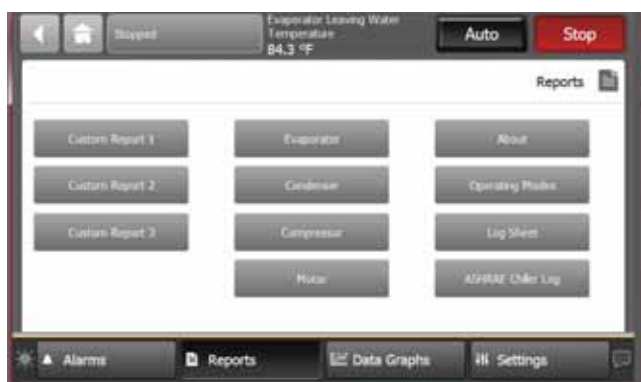 Stopped
Evaporator Leaving Water
Temperature
84.3 °F
Auto
Stop
Reports
Custom Report 1
Evaporator
About
Custom Report 2
Condenser
Operating Modes
Custom Report 3
Compressor
Log Sheet
Motor
ASHRAE Chiller Log
Alarms
Reports
Data Graphs
Settings